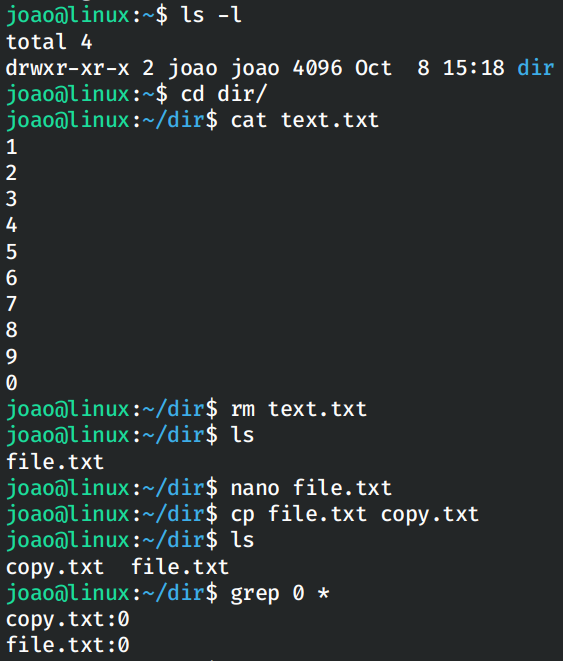 joao@linux:~$ ls -l
total 4
drwxr-xr-x 2 joao joao 4096 Oct  8 15:18 dir
joao@linux:~$ cd dir/
joao@linux:~/dir$ cat text.txt
1
2
3
4
5
6
7
8
9
0
joao@linux:~/dir$ rm text.txt
joao@linux:~/dir$ ls
file.txt
joao@linux:~/dir$ nano file.txt
joao@linux:~/dir$ cp file.txt copy.txt
joao@linux:~/dir$ ls
copy.txt  file.txt
joao@linux:~/dir$ grep 0 *
copy.txt:0
file.txt:0